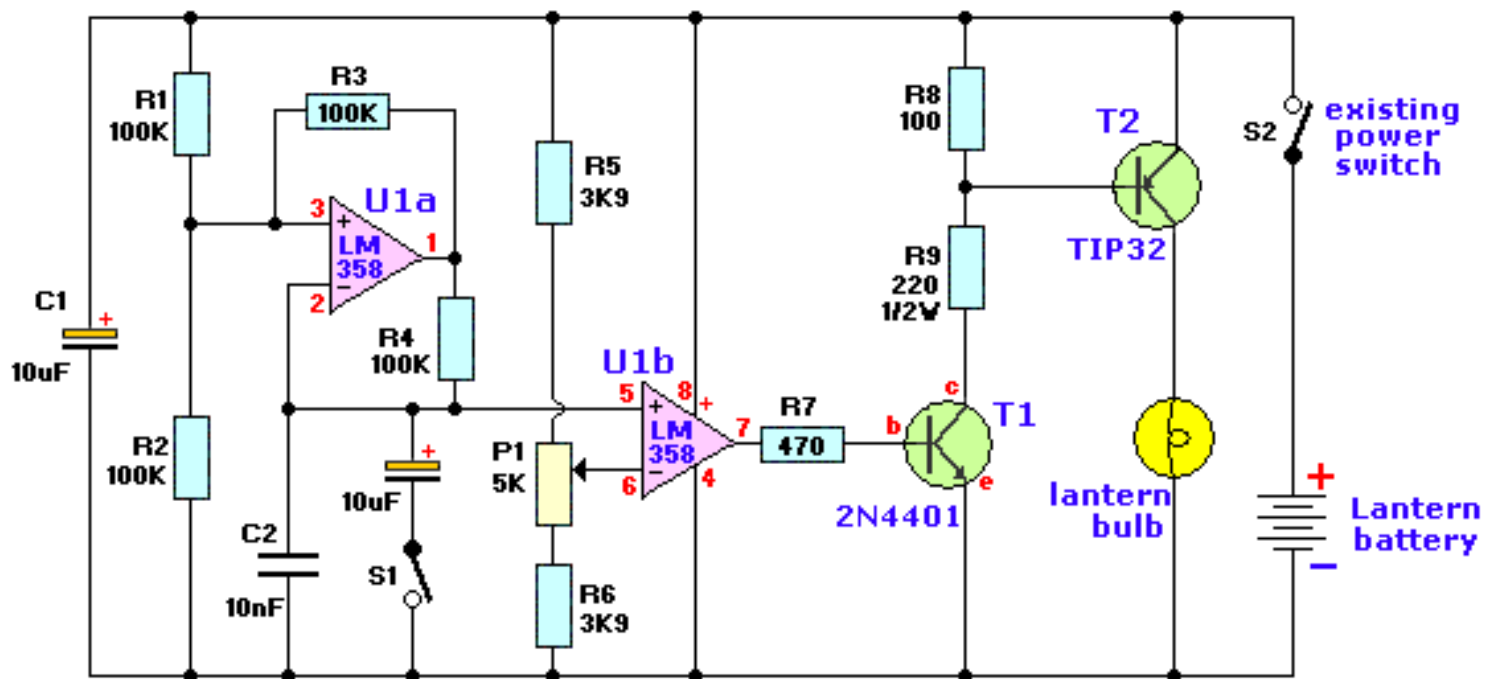 R1
100K
R3
100K
U1a
3
+
LM
358
1
−
2
C1
+
10uF
R4
100K
R2
100K
C2
10nF
+
10uF
S1
R5
3K9
P1
5K
R6
3K9
U1b
5
8
+
+
LM
358
7
−
6
4
R7
470
R8
100
R9
220
1/2W
c
b
e
T1
2N4401
T2
TIP32
lantern
bulb
S2
existing
power
switch
+
Lantern
battery
−